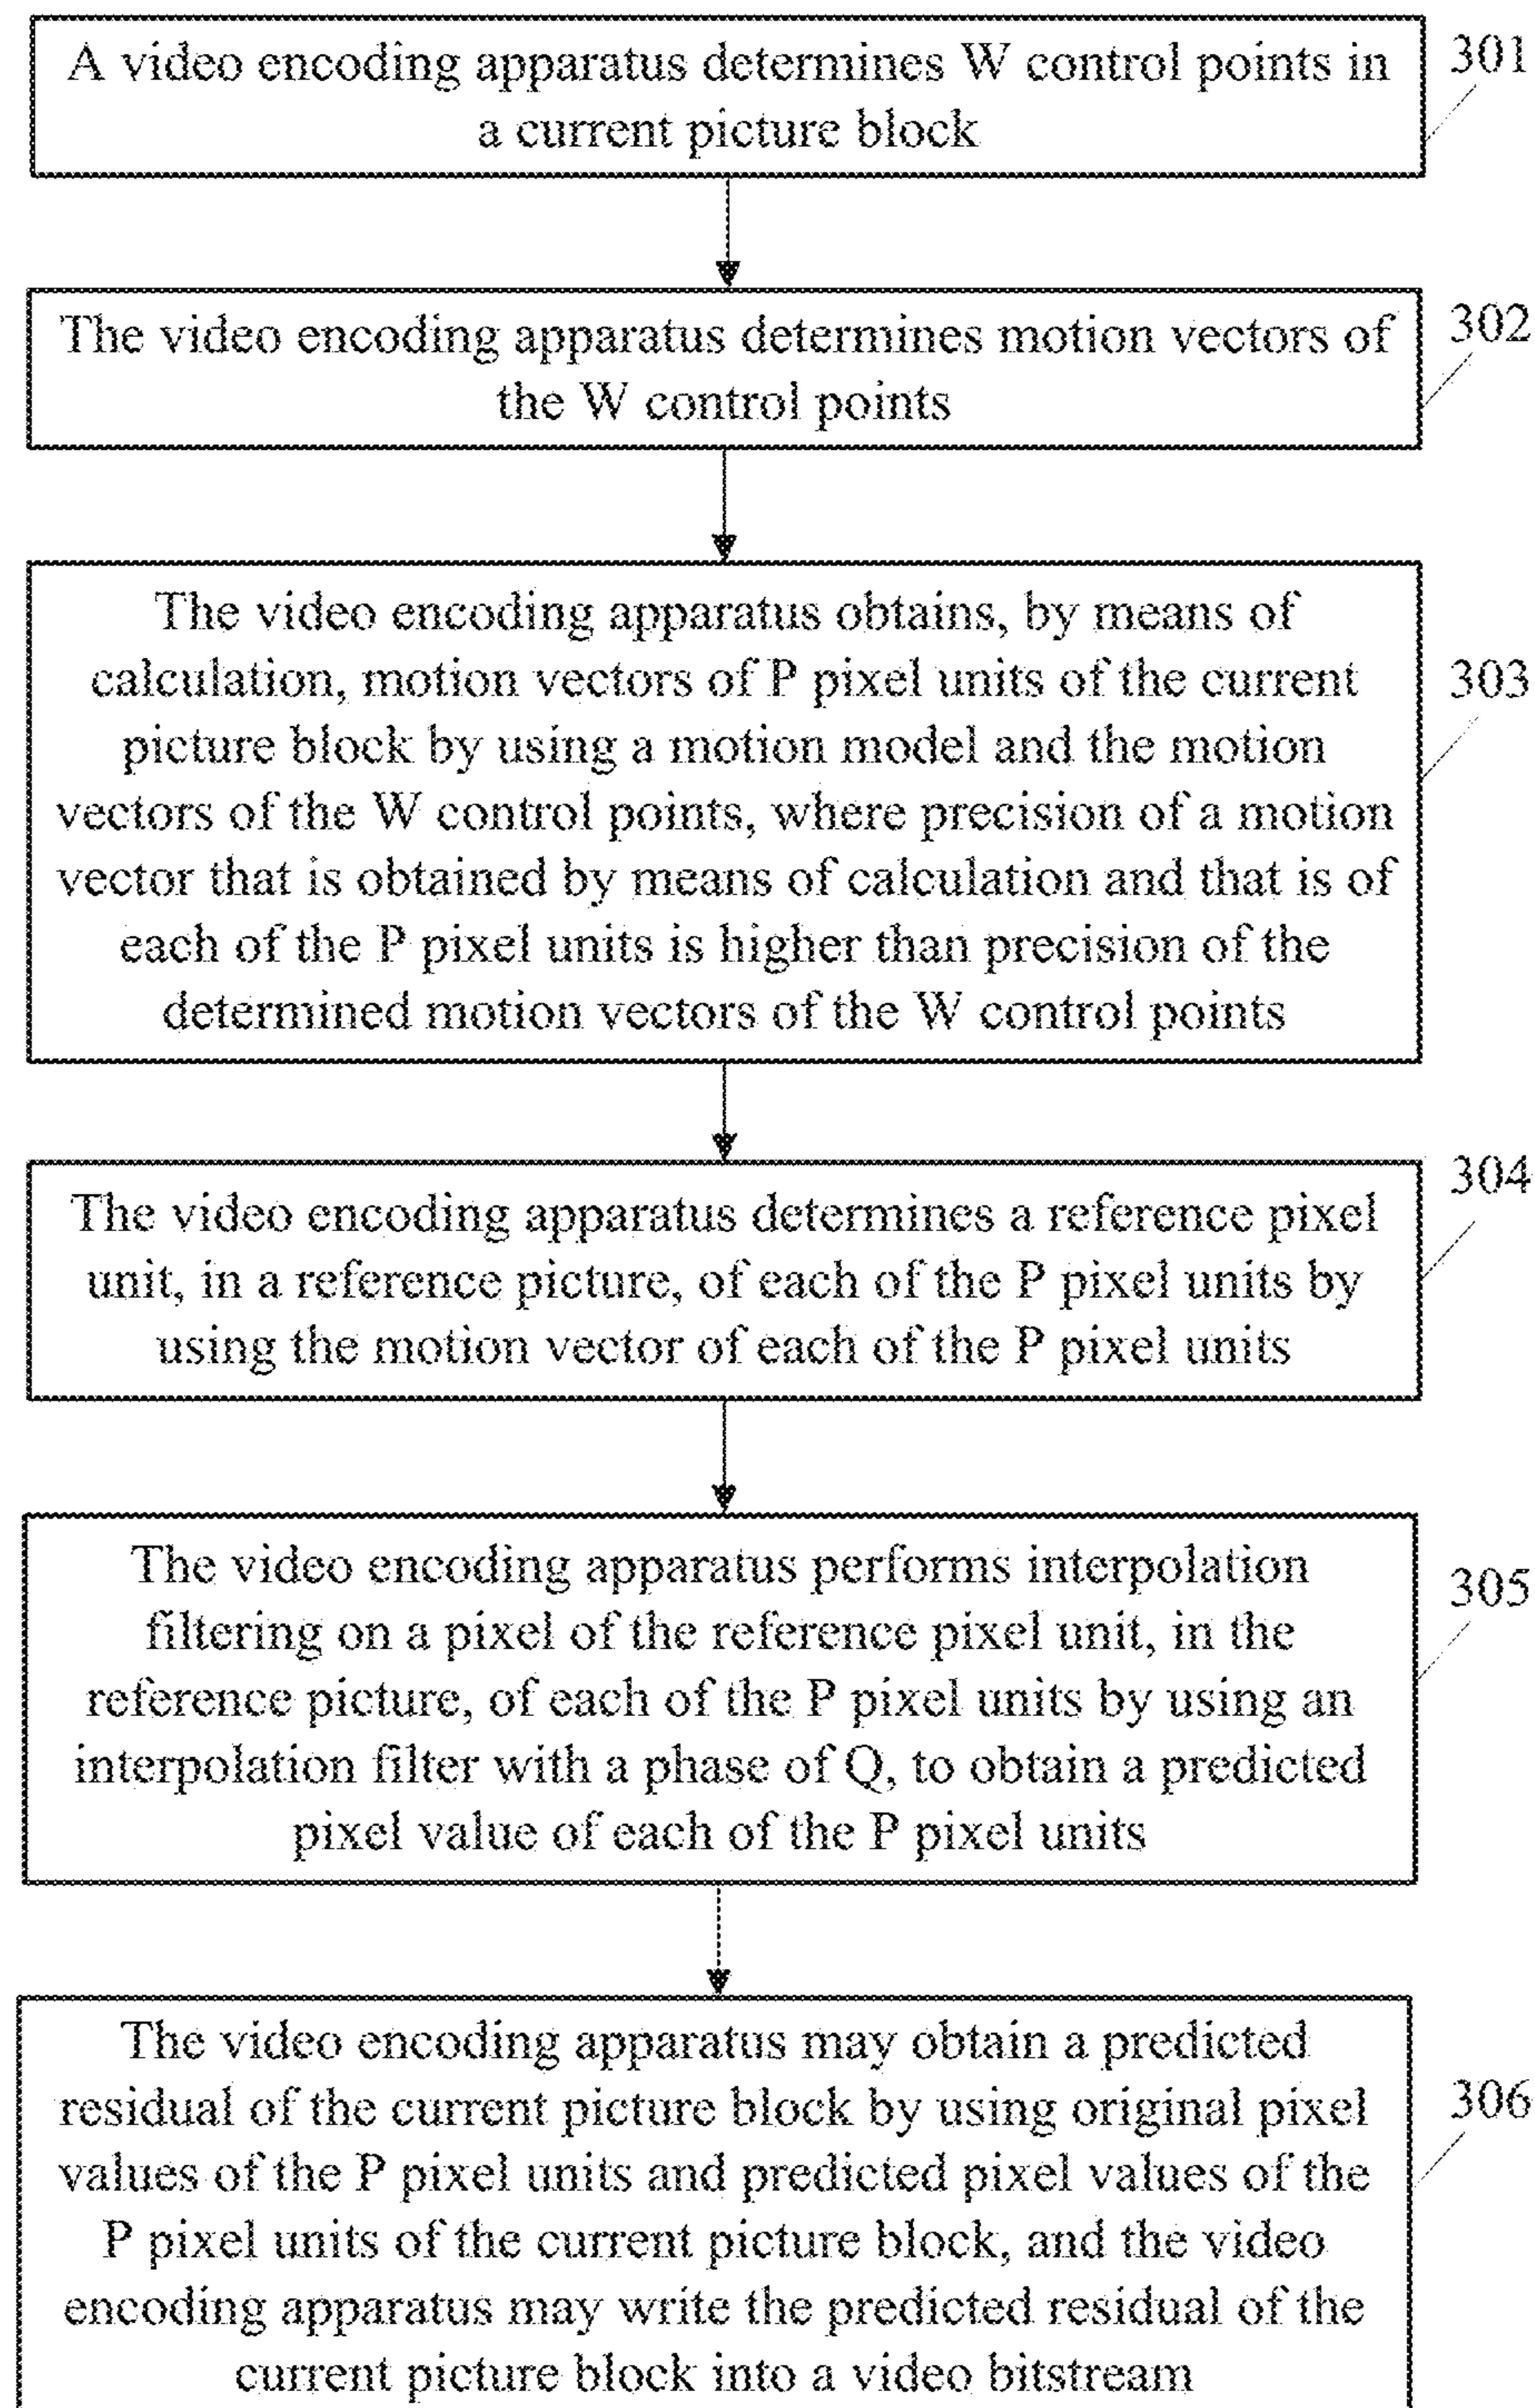 A video encoding apparatus determines W control points in
a current picture block
301
The video encoding apparatus determines motion vectors of
the W control points
302
The video encoding apparatus obtains, by means of
calculation, motion vectors of P pixel units of the current
picture block by using a motion model and the motion
vectors of the W control points, where precision of a motion
vector that is obtained by means of calculation and that is of
each of the P pixel units is higher than precision of the
determined motion vectors of the W control points
303
The video encoding apparatus determines a reference pixel
unit, in a reference picture, of each of the P pixel units by
using the motion vector of each of the P pixel units
304
The video encoding apparatus performs interpolation
filtering on a pixel of the reference pixel unit, in the
reference picture, of each of the P pixel units by using an
interpolation filter with a phase of Q, to obtain a predicted
pixel value of each of the P pixel units
305
The video encoding apparatus may obtain a predicted
residual of the current picture block by using original pixel
values of the P pixel units and predicted pixel values of the
P pixel units of the current picture block, and the video
encoding apparatus may write the predicted residual of the
current picture block into a video bitstream
306